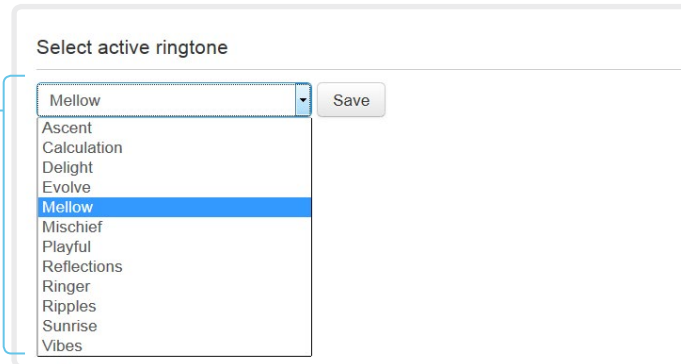 Select active ringtone
Mellow Save
Ascent
Calculation
Delight
Evolve
Mellow
Mischief
Playful
Reflections
Ringer
Ripples
Sunrise
Vibes